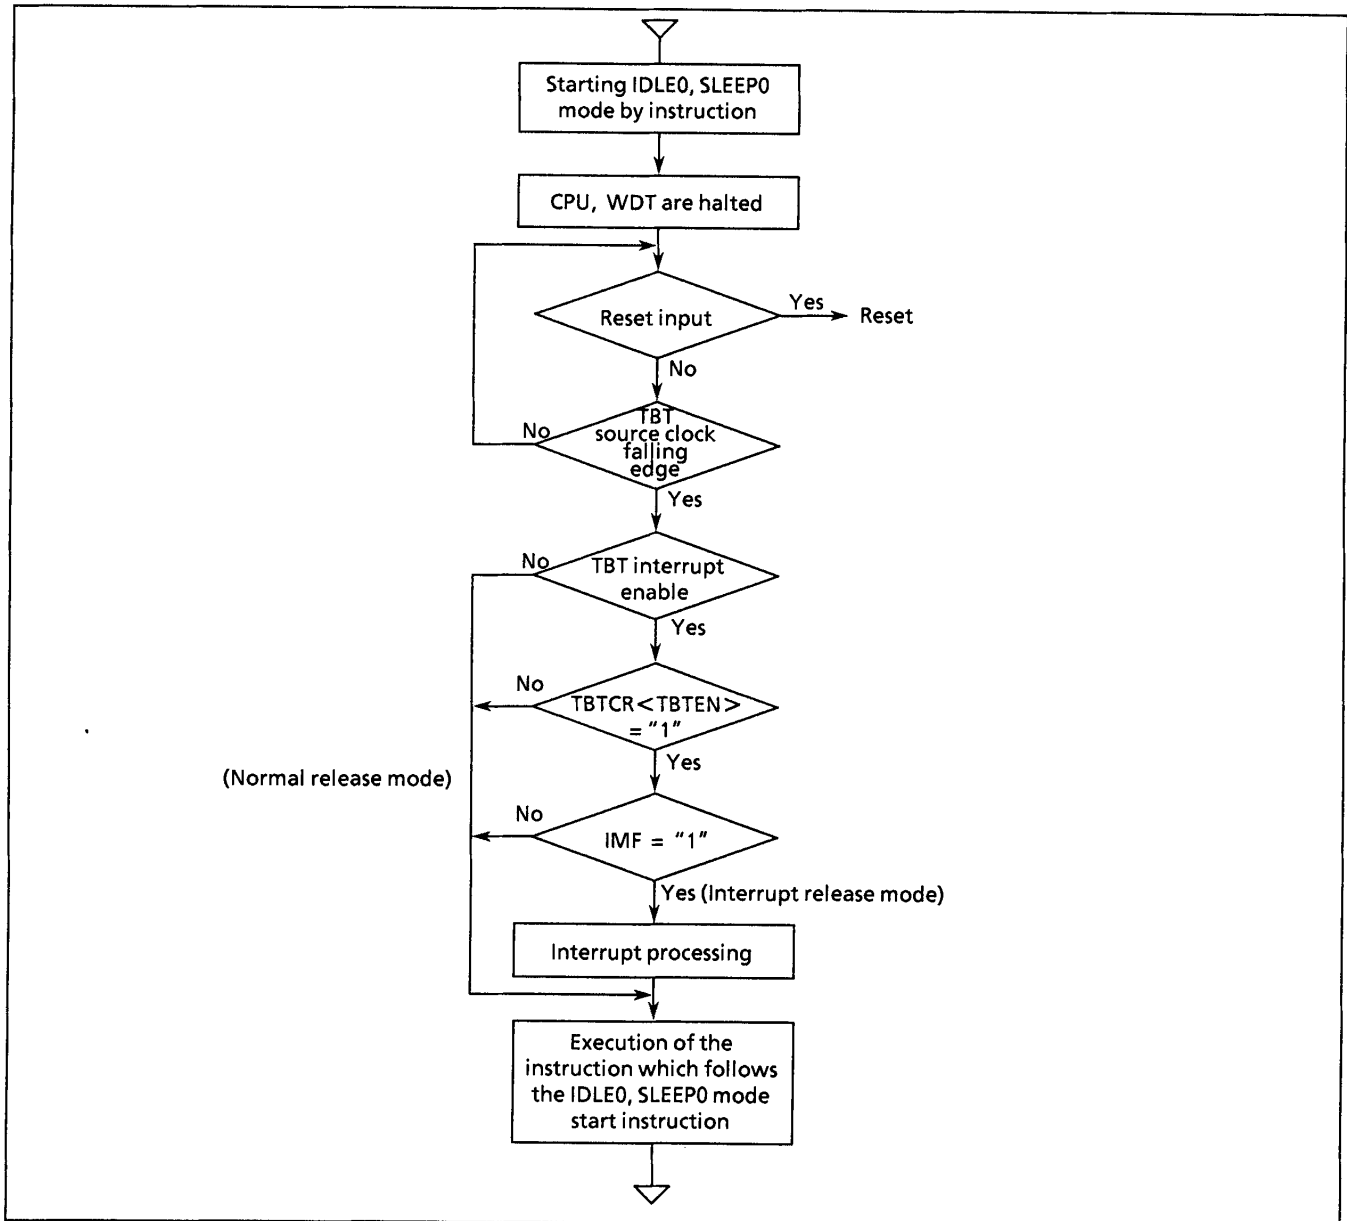 Starting IDLE0, SLEEP0
mode by instruction
CPU, WDT are halted
Reset input
Yes
Reset
No
TBT
source clock
falling
edge
No
Yes
TBT interrupt
enable
No
Yes
TBTCR<TBTEN>
= "1"
No
Yes
(Normal release mode)
IMF = "1"
No
Yes (Interrupt release mode)
Interrupt processing
Execution of the
instruction which follows
the IDLE0, SLEEP0 mode
start instruction